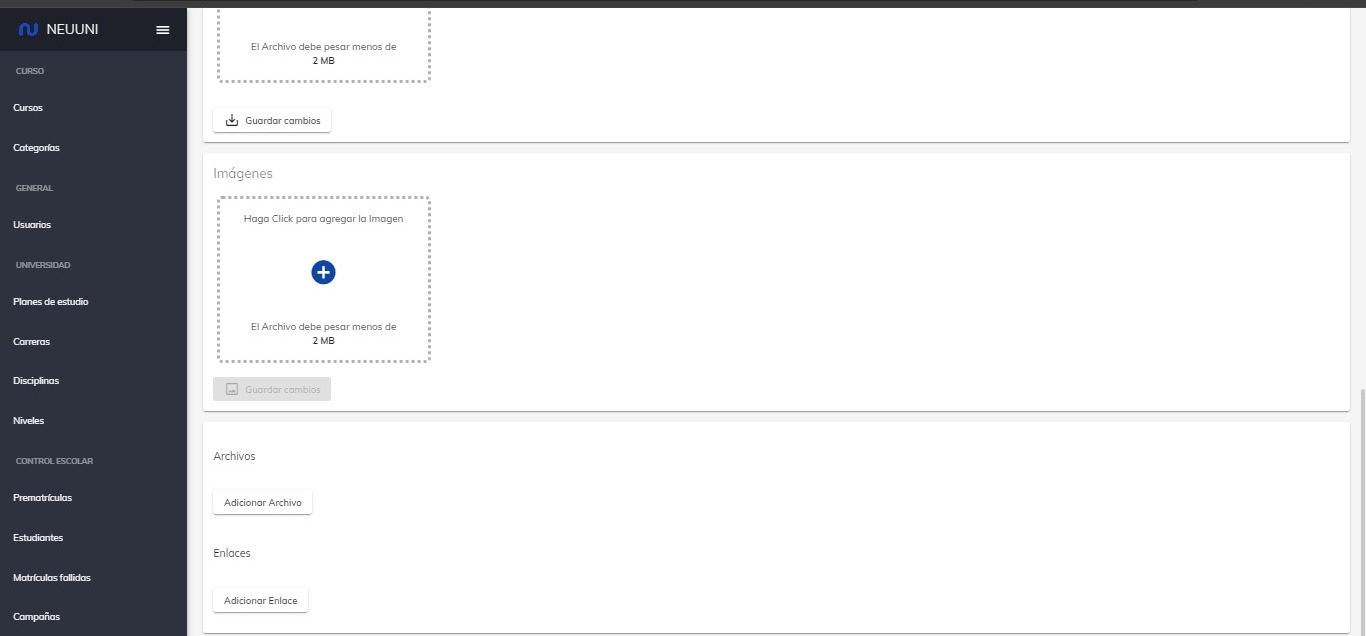 NEUUNI
CURSO
Cursos
Categorías
GENERAL
Usuarios
UNIVERSIDAD
Planes de estudio
Carreras
Disciplinas
Niveles
CONTROL ESCOLAR
Prematrículas
Estudiantes
Matrículas fallidas
Campañas
El Archivo debe pesar menos de
2 MB
Guardar cambios
Imágenes
Haga Click para agregar la Imagen
El Archivo debe pesar menos de
2 MB
Guardar cambios
Archivos
Adicionar Archivo
Enlaces
Adicionar Enlace